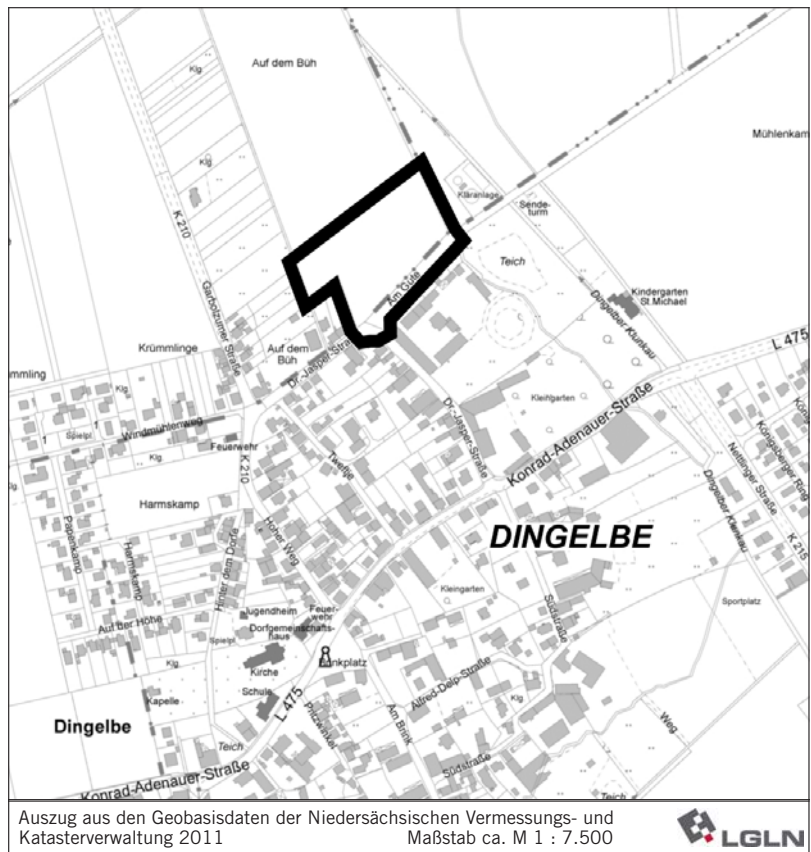 Auf dem Büh
Klg
Mühlenkam
Klg
Kläranlage
Sende-
turm
K 210
Teich
Am Gute
Kindergarten
St.Michael
Garbolzumer Straße
Dingelber Klunkau
L 475
Krümmlinge
Auf dem
Büh
Dr.-Jasper-Straße
mmling
Klg
Kleingarten
Spielpl
Windmühlenweg
Feuerwehr
Klg
Klg
Tweftje
Dr.-Jasper-Straße
Konrad-Adenauer-Straße
K 210
Nettlinger Straße
Königsberger Ring
Dingelber Klunkau
Harmskamp
DINGELBE
Papenkamp
Harmskamp
Hoher Weg
K 215
Hinter dem Dorfe
Kleingarten
Südstraße
Sportplatz
Auf der Höhe
Jugendheim
Feuer-
wehr
Dorfgemeinschafts-
haus
Spielpl
Brinkplatz
Klg
Kirche
Alfred-Delp-Straße
Klg
Kapelle
Schule
L 475
Weg
Dingelbe
Am Brink
Teich
Südstraße
Konrad-Adenauer-Straße
Teich
Auszug aus den Geobasisdaten der Niedersächsischen Vermessungs- und
Katasterverwaltung 2011 Maßstab ca. M 1 : 7.500
LGLN